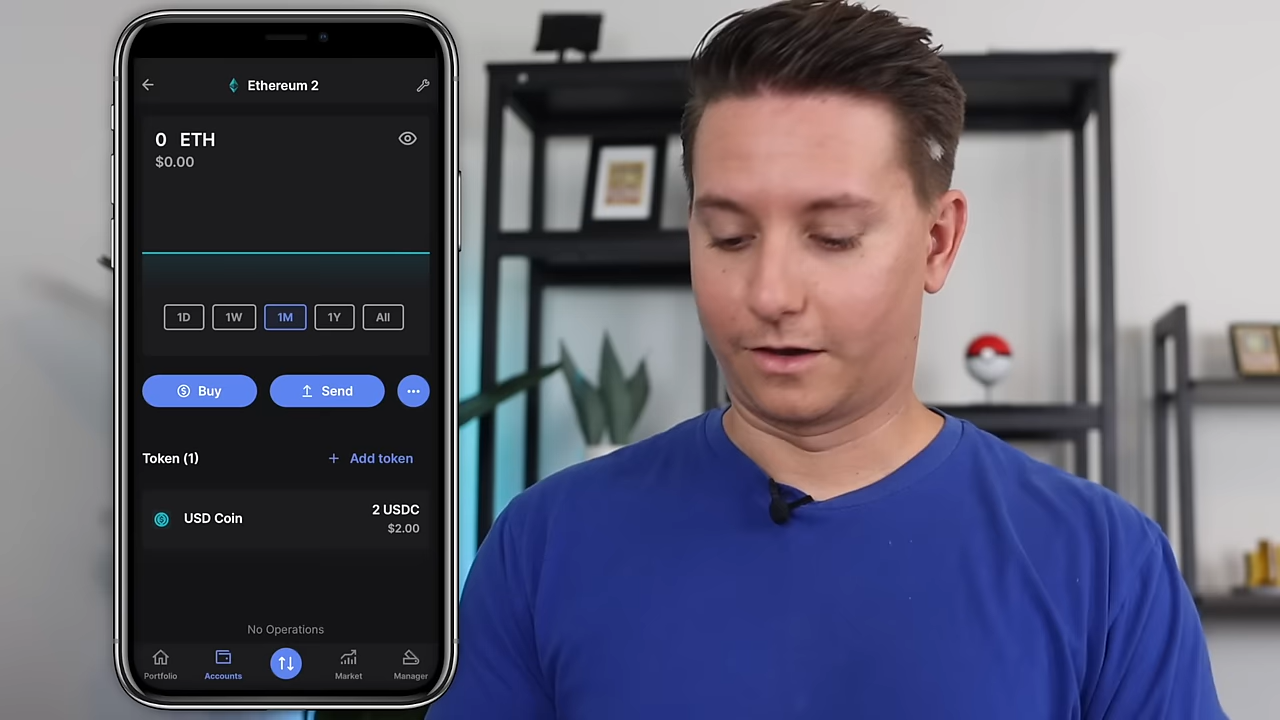 Ethereum 2
0 ETH
$0.00
1D 1W 1M 1Y All
Buy Send
Token (1) + Add token
USD Coin 2 USDC
$2.00
No Operations
Portfolio Accounts Market Manager